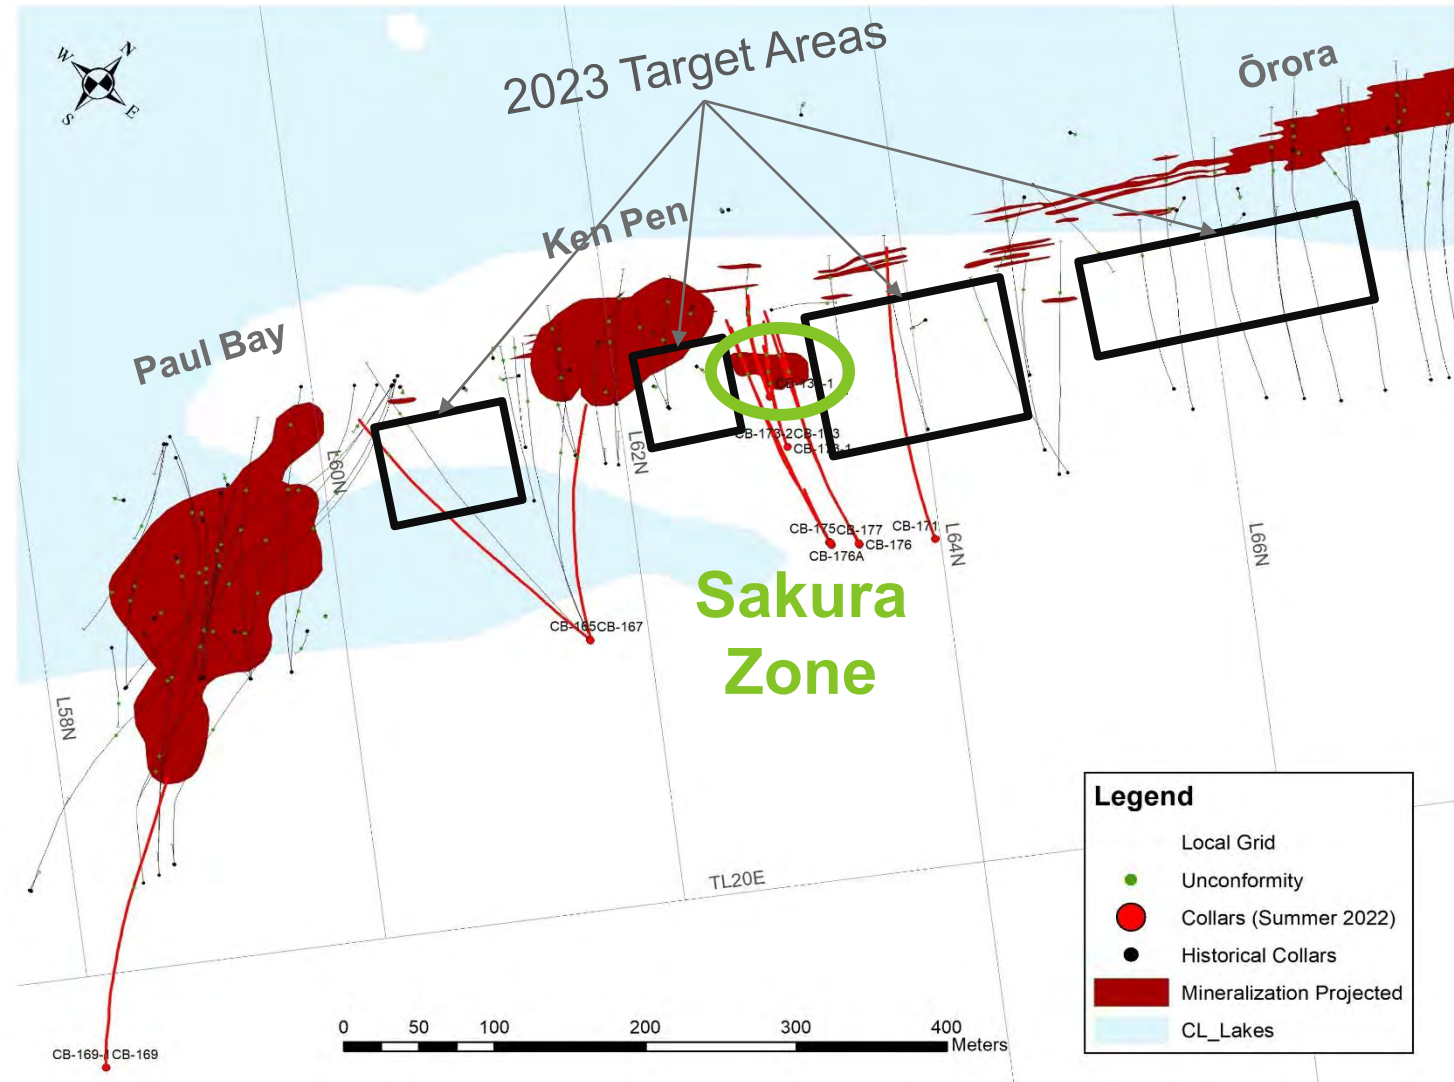 N
W
E
S
2023 Target Areas
Ōrora
Ken Pen
Paul Bay
L60N
L62N
CB-173-2
CB-175
CB-177
CB-171
CB-176
CB-176A
L64N
L66N
Sakura
Zone
CB-165
CB-167
L58N
TL20E
CB-169
Legend
Local Grid
Unconformity
Collars (Summer 2022)
Historical Collars
Mineralization Projected
CL_Lakes
0 50 100 200 300 400
Meters